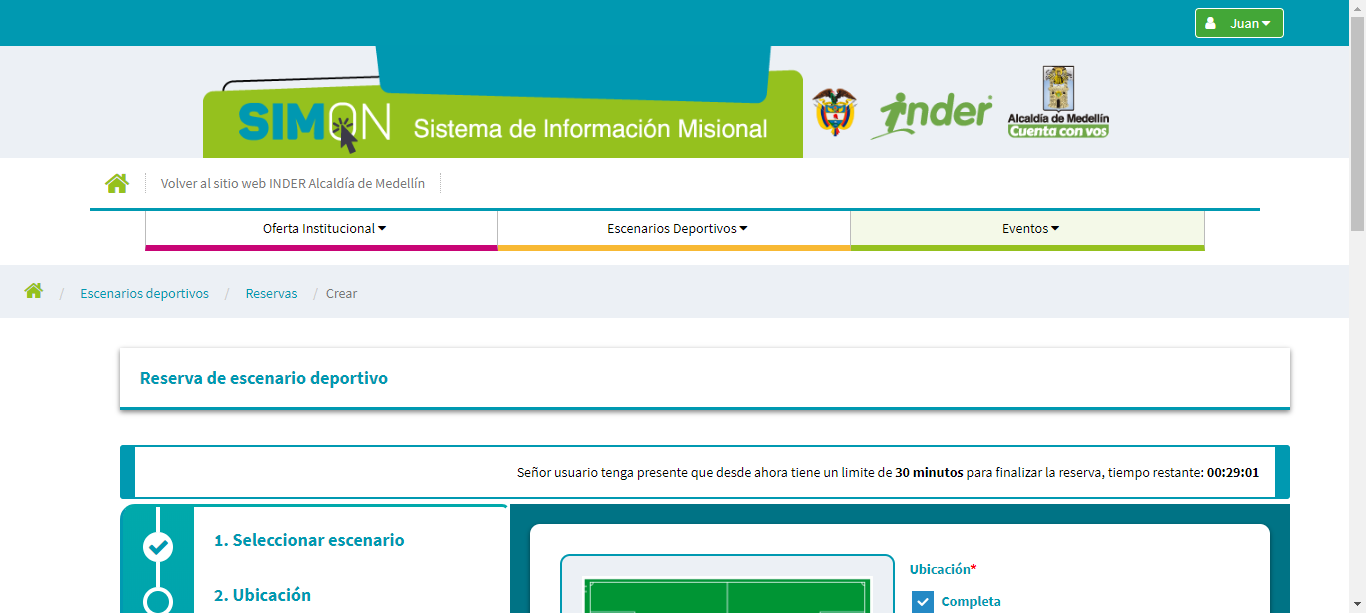 Juan
SIMON Sistema de Información Misional
inder
Alcaldía de Medellín
Cuenta con vos
Volver al sitio web INDER Alcaldía de Medellín
Oferta Institucional
Escenarios Deportivos
Eventos
/ Escenarios deportivos / Reservas / Crear
Reserva de escenario deportivo
Señor usuario tenga presente que desde ahora tiene un limite de 30 minutos para finalizar la reserva, tiempo restante: 00:29:01
1. Seleccionar escenario
2. Ubicación
Ubicación*
Completa